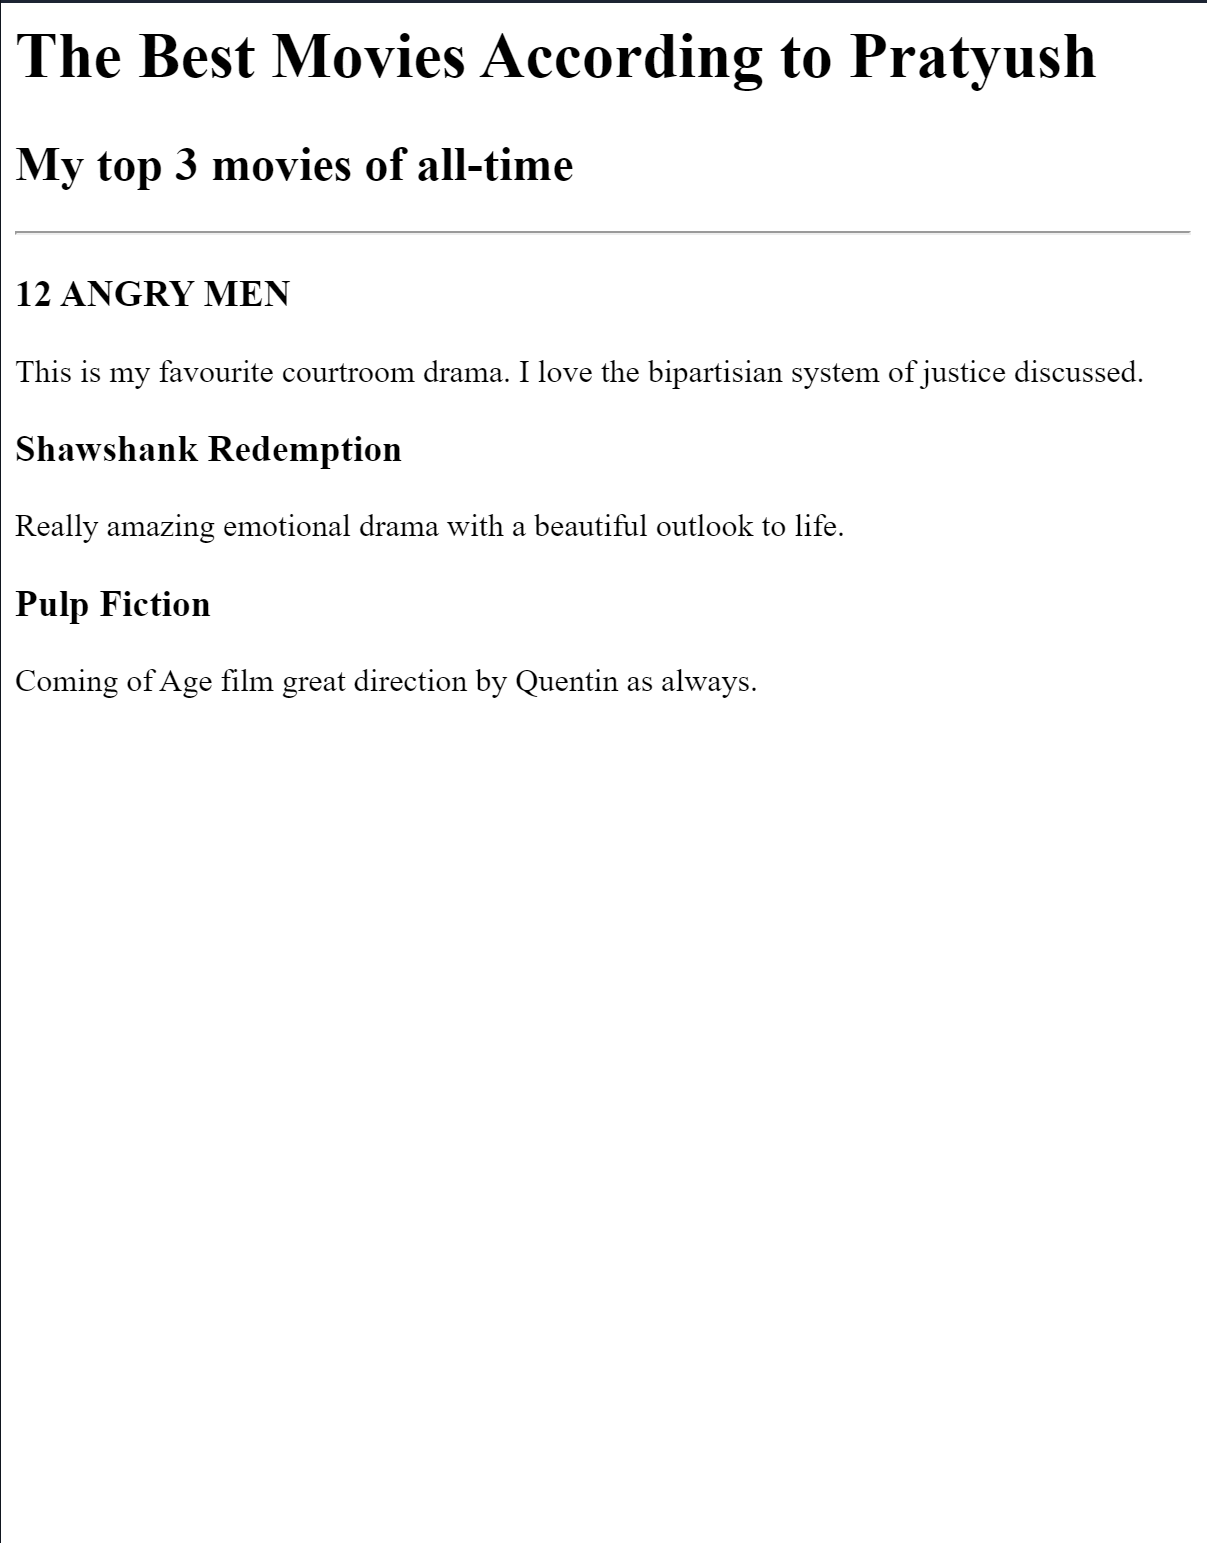 The Best Movies According to Pratyush
My top 3 movies of all-time
12 ANGRY MEN
This is my favourite courtroom drama. I love the bipartisian system of justice discussed.
Shawshank Redemption
Really amazing emotional drama with a beautiful outlook to life.
Pulp Fiction
Coming of Age film great direction by Quentin as always.